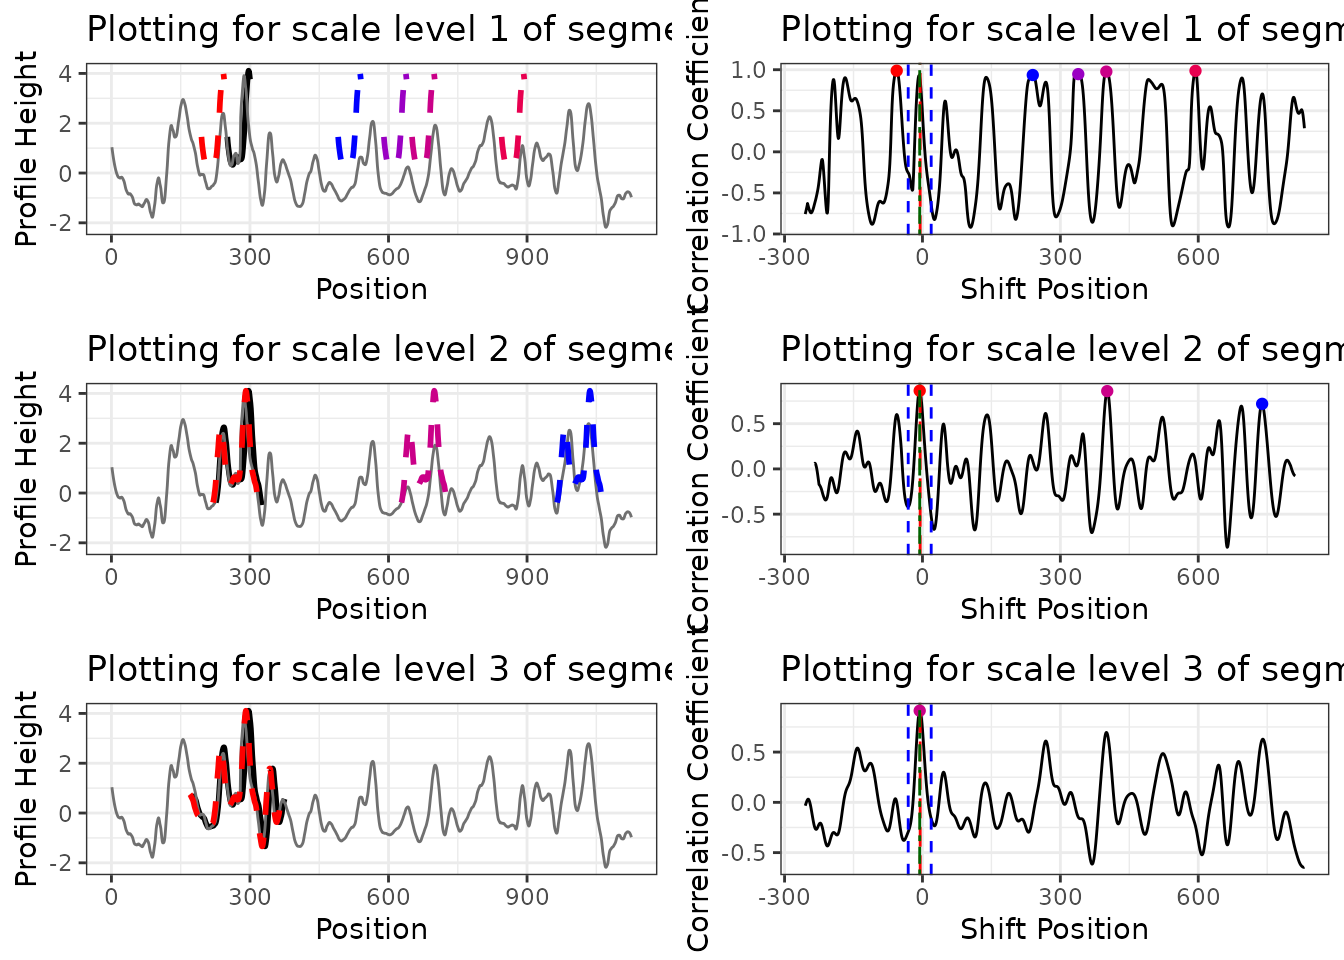 Plotting for scale level 1 of segme
Profile Height
4
2
0
-2
0
300
600
900
Position
Plotting for scale level 1 of segm
Correlation Coefficien
1.0
0.5
0.0
-0.5
-1.0
-300
0
300
600
Shift Position
Plotting for scale level 2 of segme
Profile Height
4
2
0
-2
0
300
600
900
Position
Plotting for scale level 2 of segm
Correlation Coefficient
0.5
0.0
-0.5
-300
0
300
600
Shift Position
Plotting for scale level 3 of segme
Profile Height
4
2
0
-2
0
300
600
900
Position
Plotting for scale level 3 of segm
Correlation Coefficient
0.5
0.0
-0.5
-300
0
300
600
Shift Position